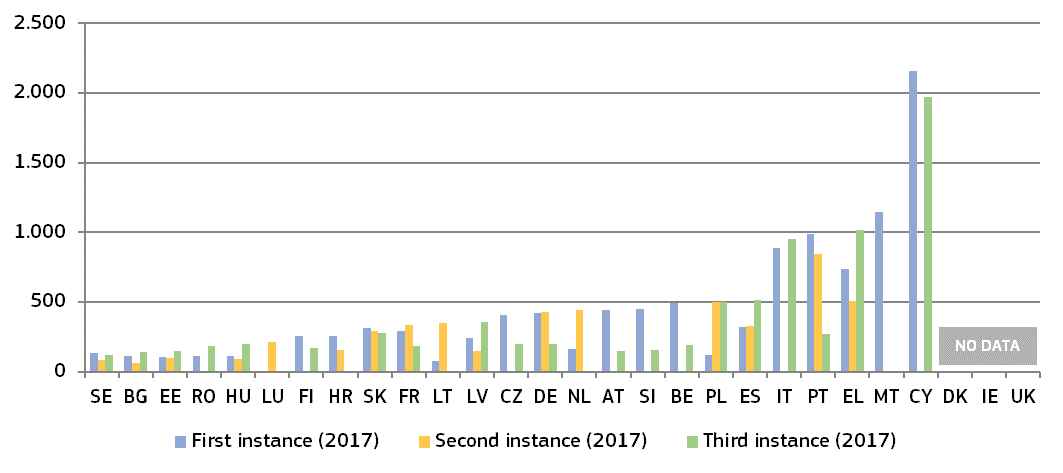 2.500
2.000
1.500
1.000
500
0
NO DATA
SE BG EE RO HU LU FI HR SK FR LT LV CZ DE NL AT SI BE PL ES IT PT EL MT CY DK IE UK
First instance (2017) Second instance (2017) Third instance (2017)